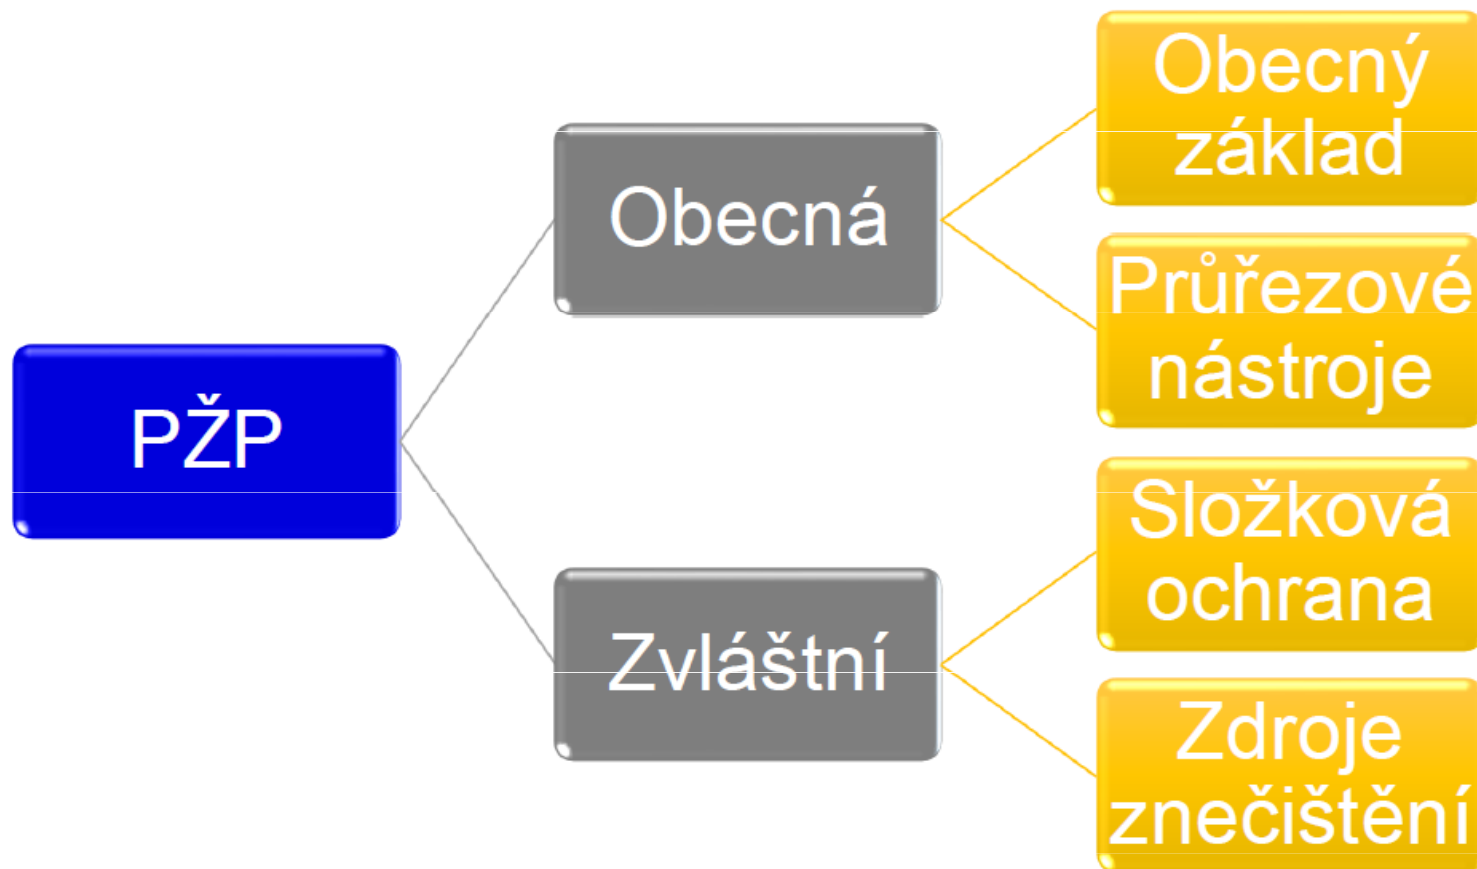 PŽP
Obecná
Obecný
základ
Průřezové
nástroje
Zvláštní
Složková
ochrana
Zdroje
znečištění